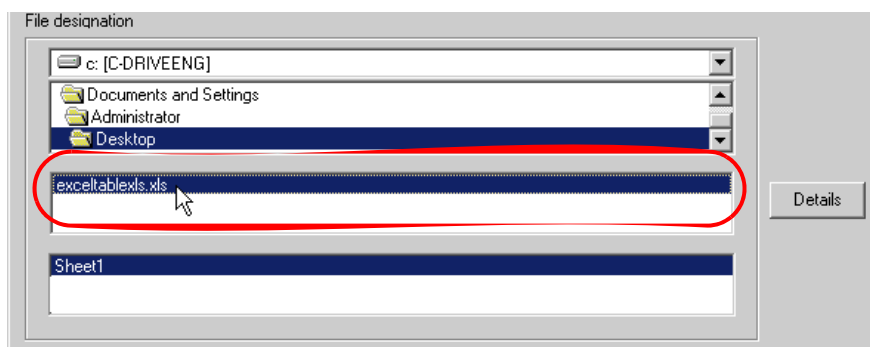 File designation
c: [C-DRIVEENG]
Documents and Settings
Administrator
Desktop
exceltablexls.xls
Details
Sheet1